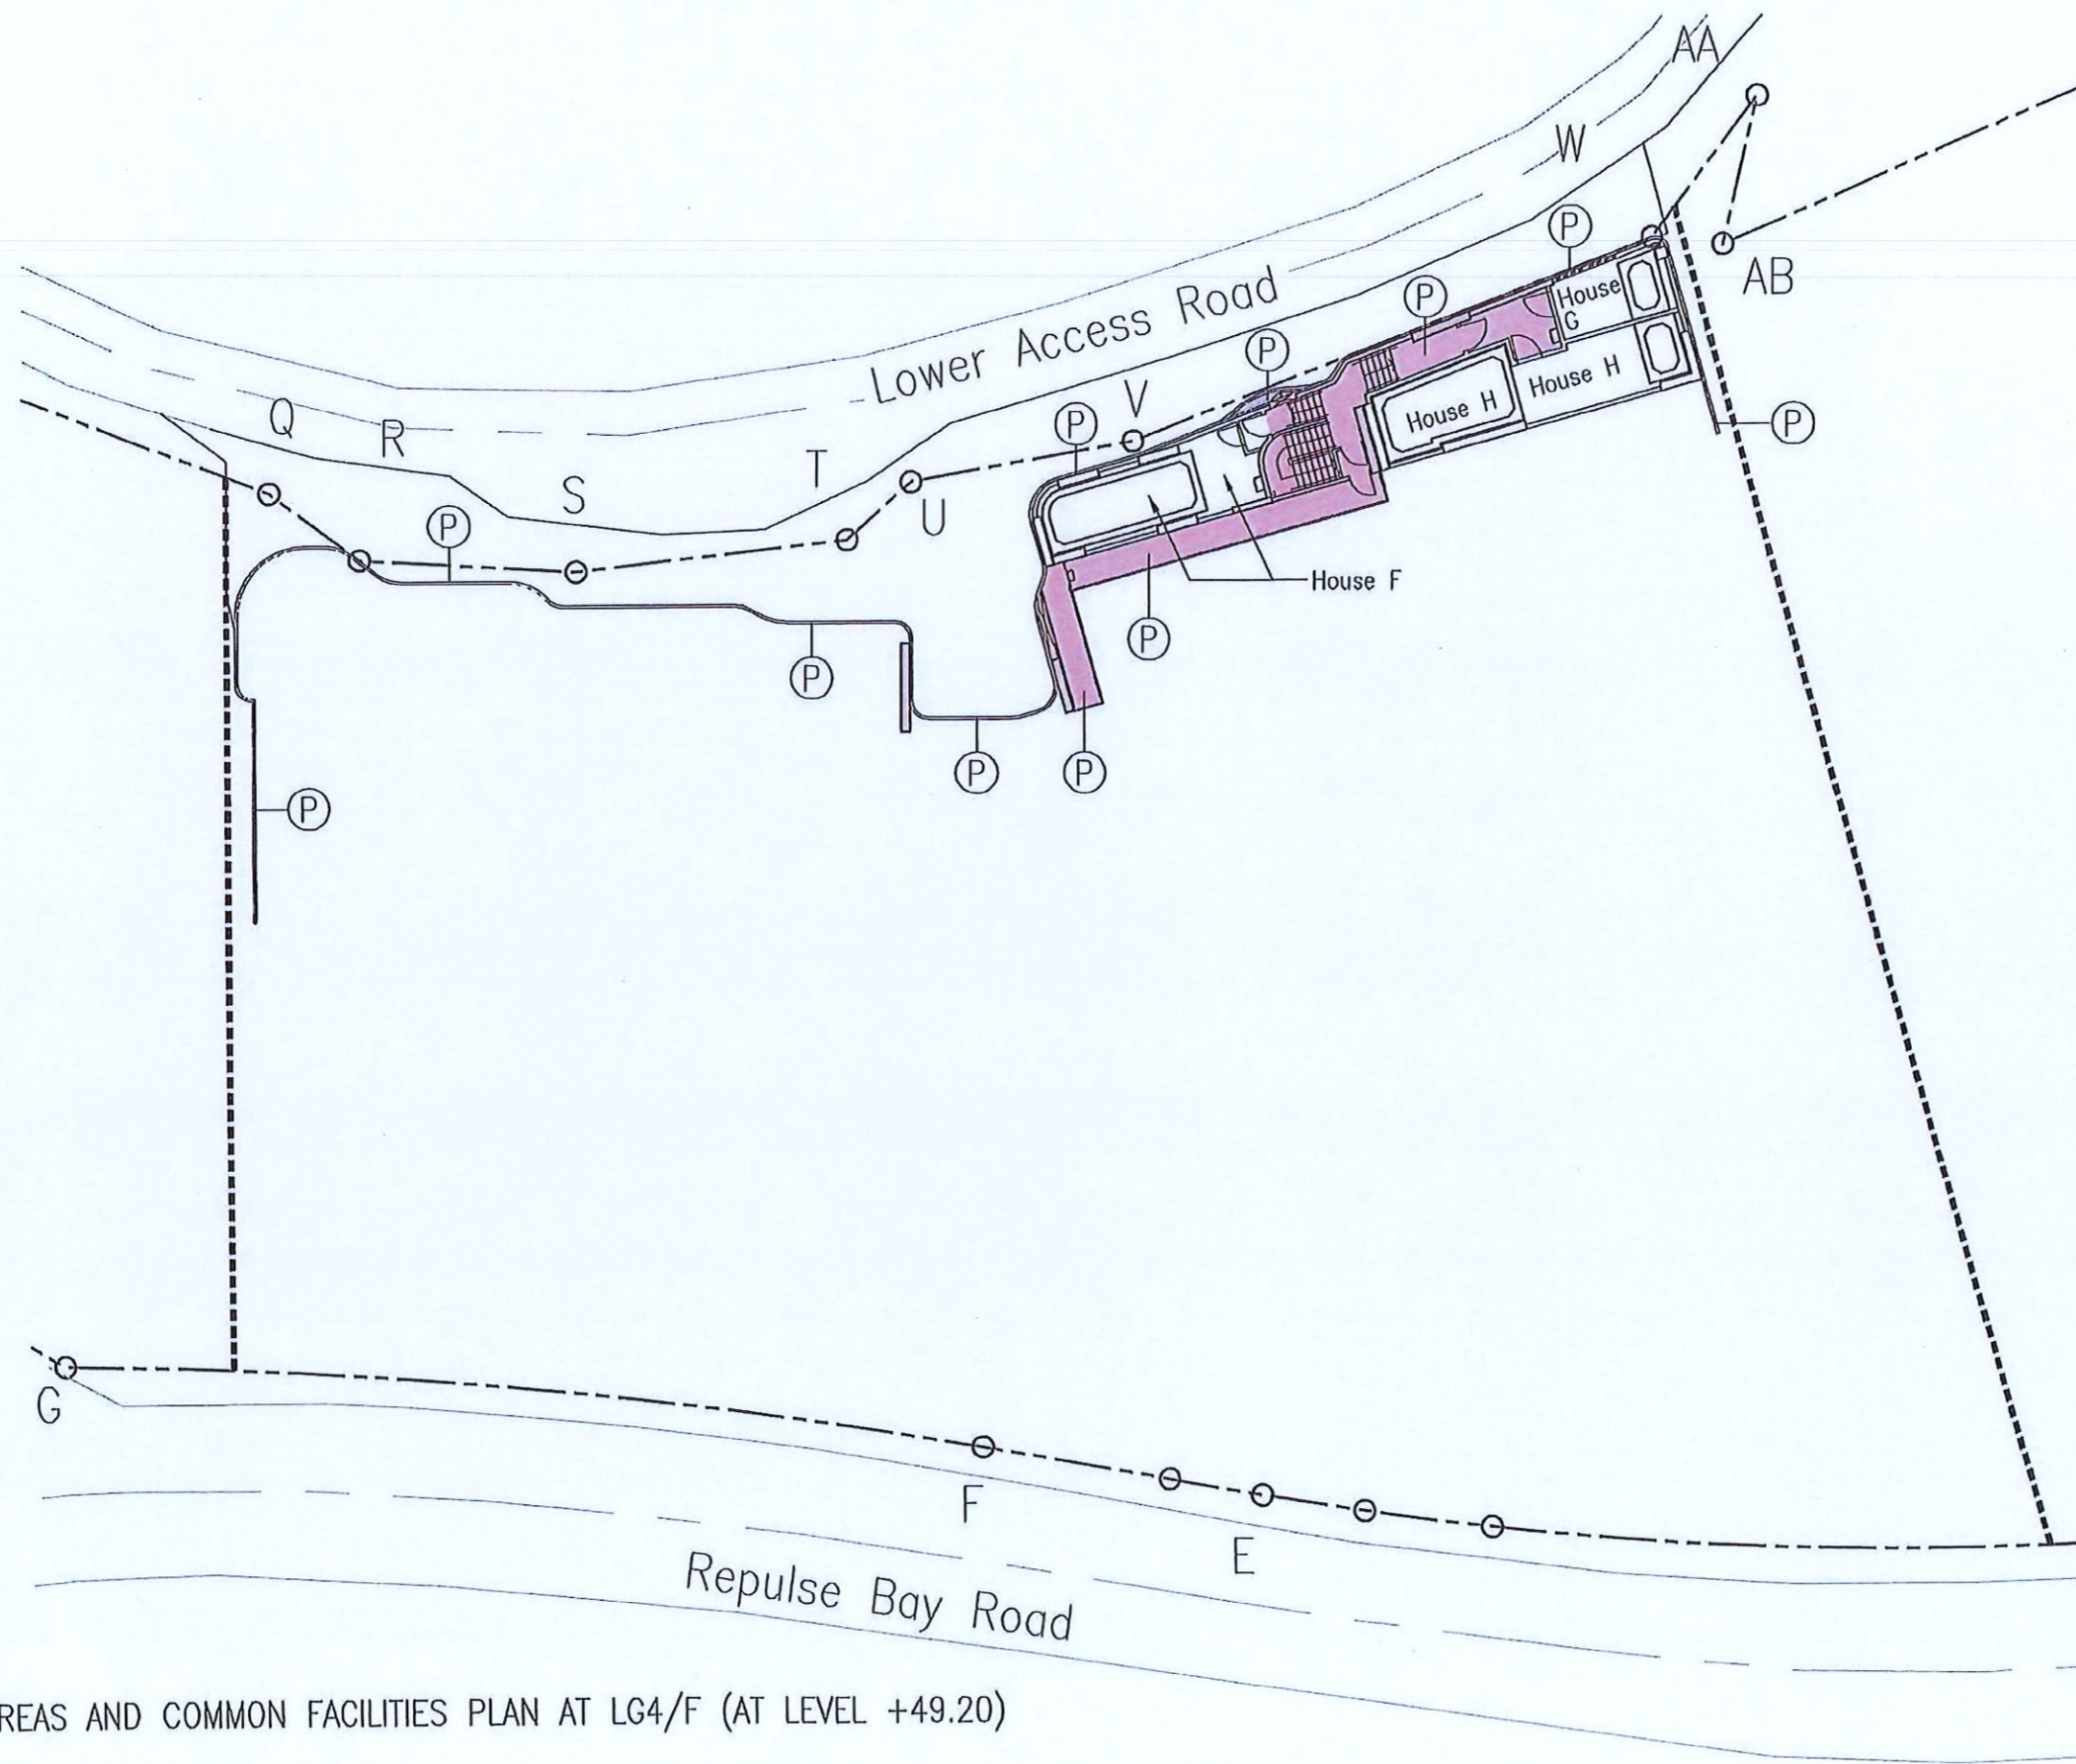 AA
W
P
AB
House
G
P
Lower Access Road
P
House H
House H
V
P
Q
R
T
S
U
P
P
House F
P
P
P
P
P
G
F
E
Repulse Bay Road
REAS AND COMMON FACILITIES PLAN AT LG4/F (AT LEVEL +49.20)